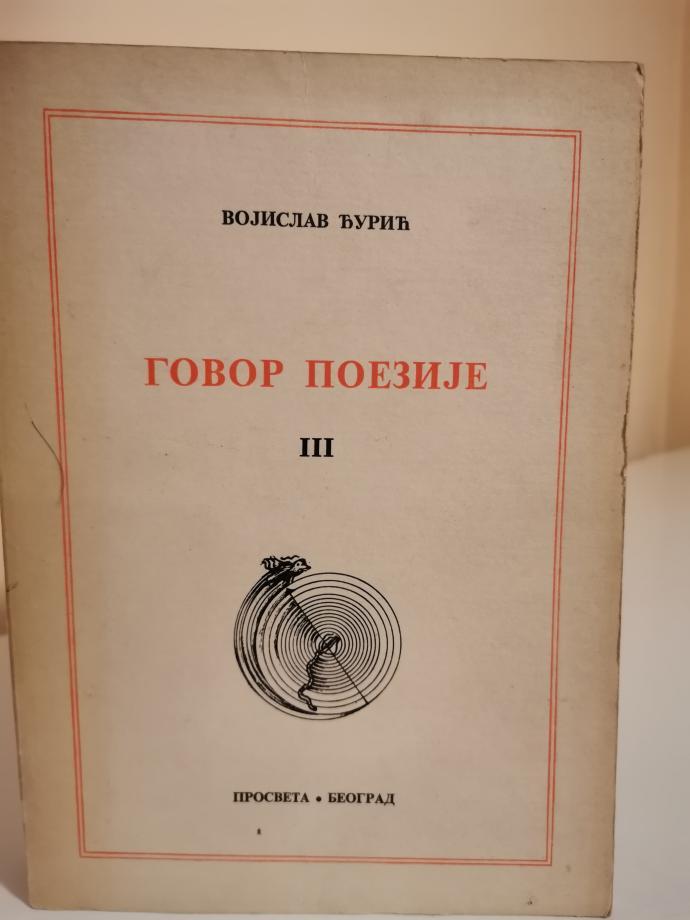 ВОЈИСЛАВ ЂУРИЋ
ГОВОР ПОЕЗИЈЕ
III
ПРОСВЕТА • БЕОГРАД